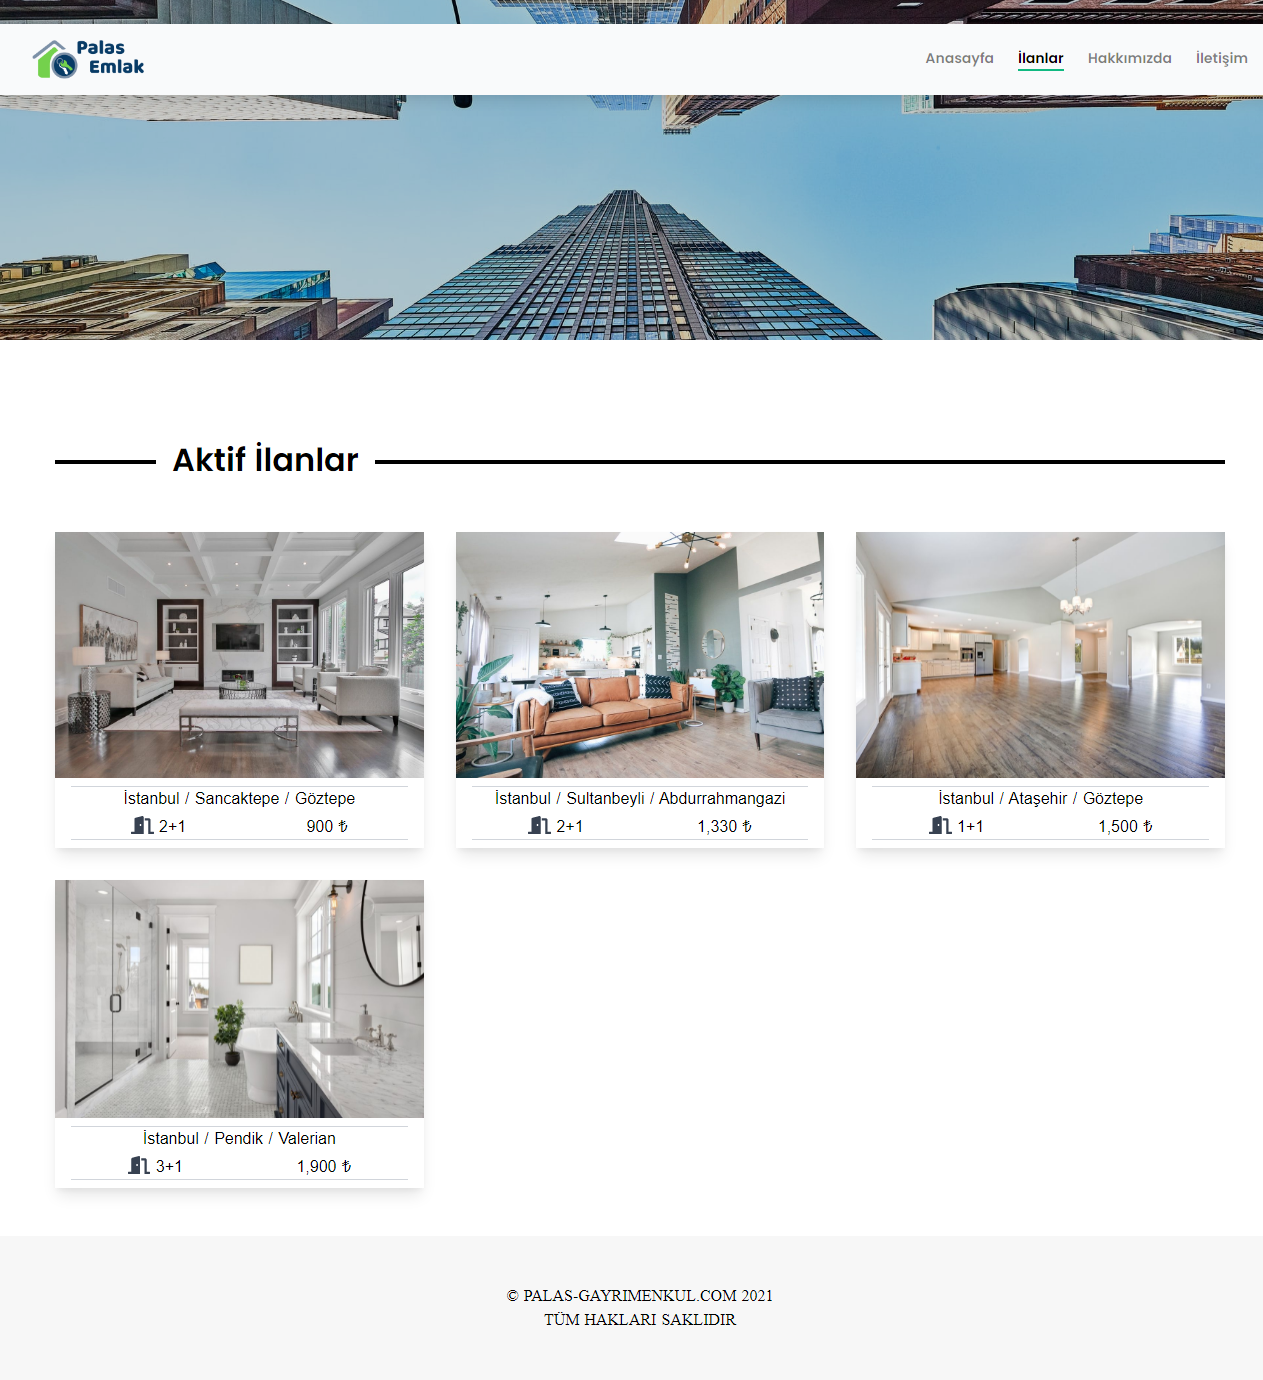 Palas
Emlak
Anasayfa İlanlar Hakkımızda İletişim
Aktif İlanlar
İstanbul / Sancaktepe / Göztepe
2+1 900 ₺
İstanbul / Sultanbeyli / Abdurrahmangazi
2+1 1,330 ₺
İstanbul / Ataşehir / Göztepe
1+1 1,500 ₺
İstanbul / Pendik / Valerian
3+1 1,900 ₺
© PALAS-GAYRIMENKUL.COM 2021
TÜM HAKLARI SAKLIDIR